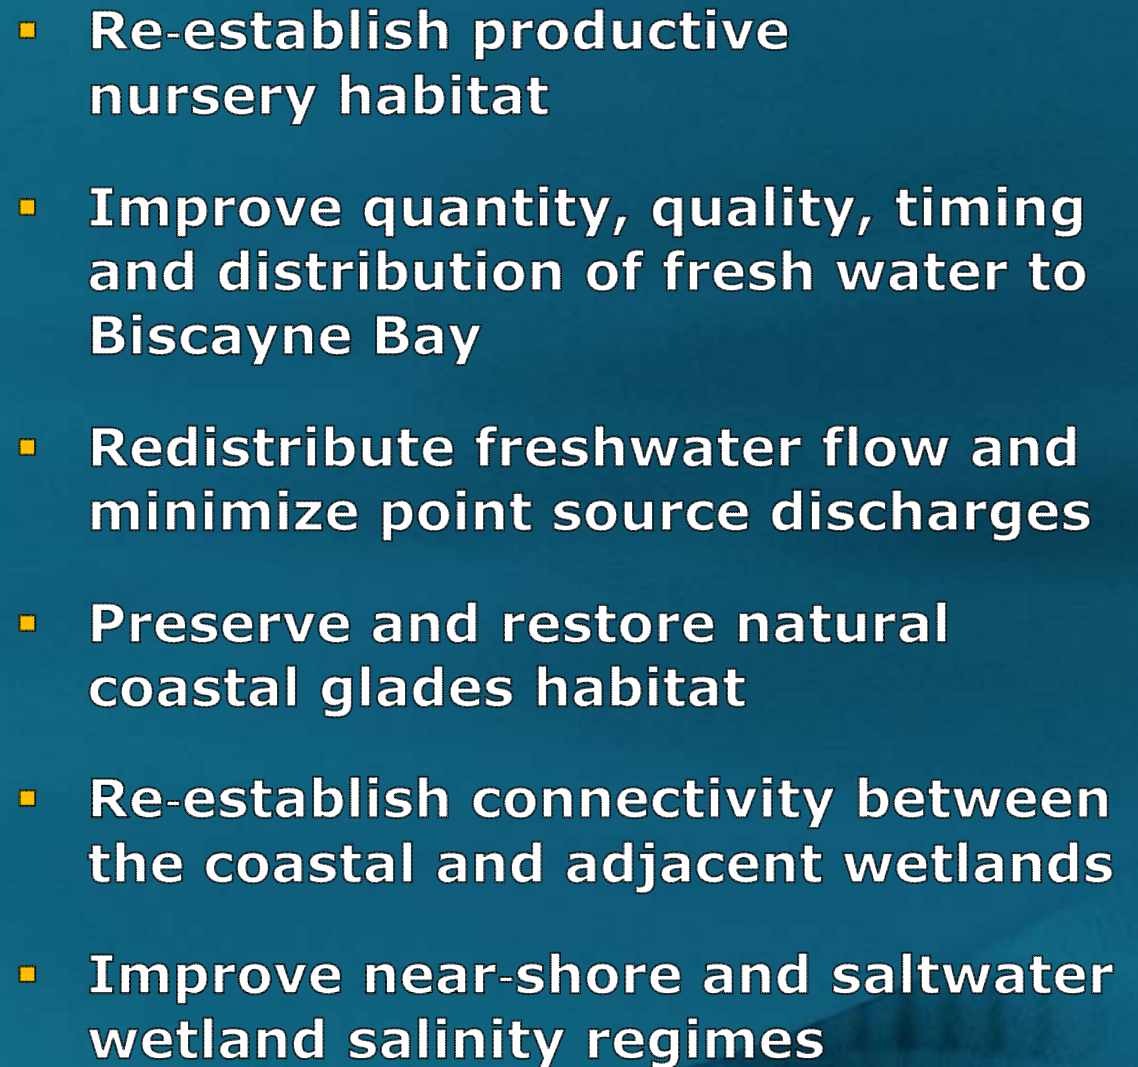 Re-establish productive
nursery habitat
Improve quantity, quality, timing
and distribution of fresh water to
Biscayne Bay
Redistribute freshwater flow and
minimize point source discharges
Preserve and restore natural
coastal glades habitat
Re-establish connectivity between
the coastal and adjacent wetlands
Improve near-shore and saltwater
wetland salinity regimes